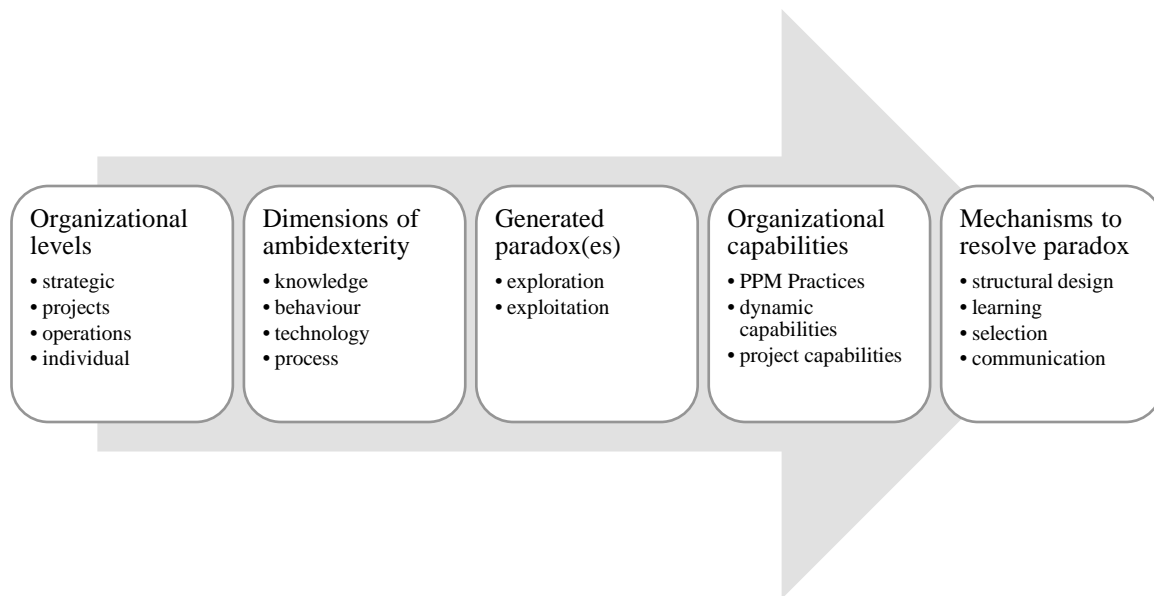 Organizational
levels
• strategic
• projects
• operations
• individual
Dimensions of
ambidexterity
• knowledge
• behaviour
• technology
• process
Generated
paradox(es)
• exploration
• exploitation
Organizational
capabilities
• PPM Practices
• dynamic
capabilities
• project capabilities
Mechanisms to
resolve paradox
• structural design
• learning
• selection
• communication